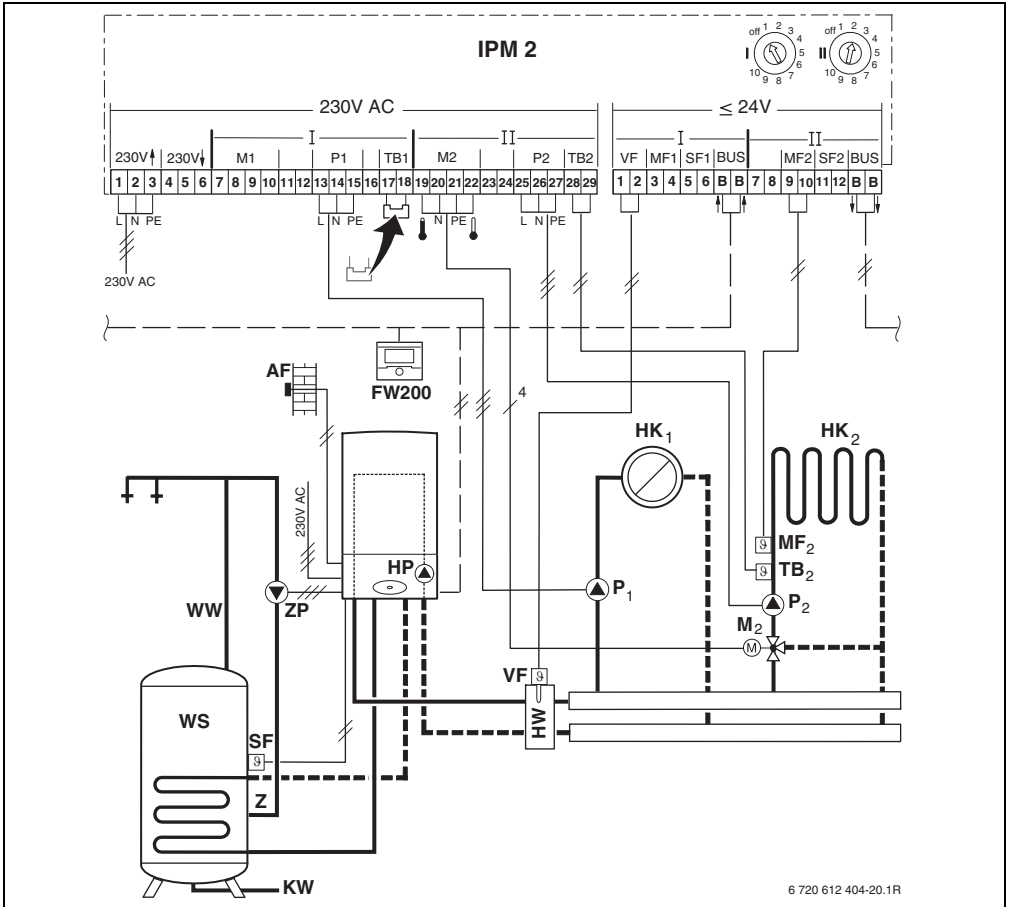 IPM 2
off 1 2 3 4 5 6 7 8 9 10
I
off 1 2 3 4 5 6 7 8 9 10
II
230V AC
≤ 24V
I
II
I
II
230V 230V M1 P1 TB1 M2 P2 TB2
VF MF1 SF1 BUS MF2 SF2 BUS
1 2 3 4 5 6 7 8 9 10 11 12 13 14 15 16 17 18 19 20 21 22 23 24 25 26 27 28 29
1 2 3 4 5 6 B B 7 8 9 10 11 12 B B
L N PE
L N PE
N PE
L N PE
230V AC
FW200
AF
4
HK1
HK2
230V AC
HP
MF2
TB2
P1
P2
M2
M
ZP
WW
VF
ϑ
ϑ
ϑ
HW
WS
SF
ϑ
Z
KW
6 720 612 404-20.1R